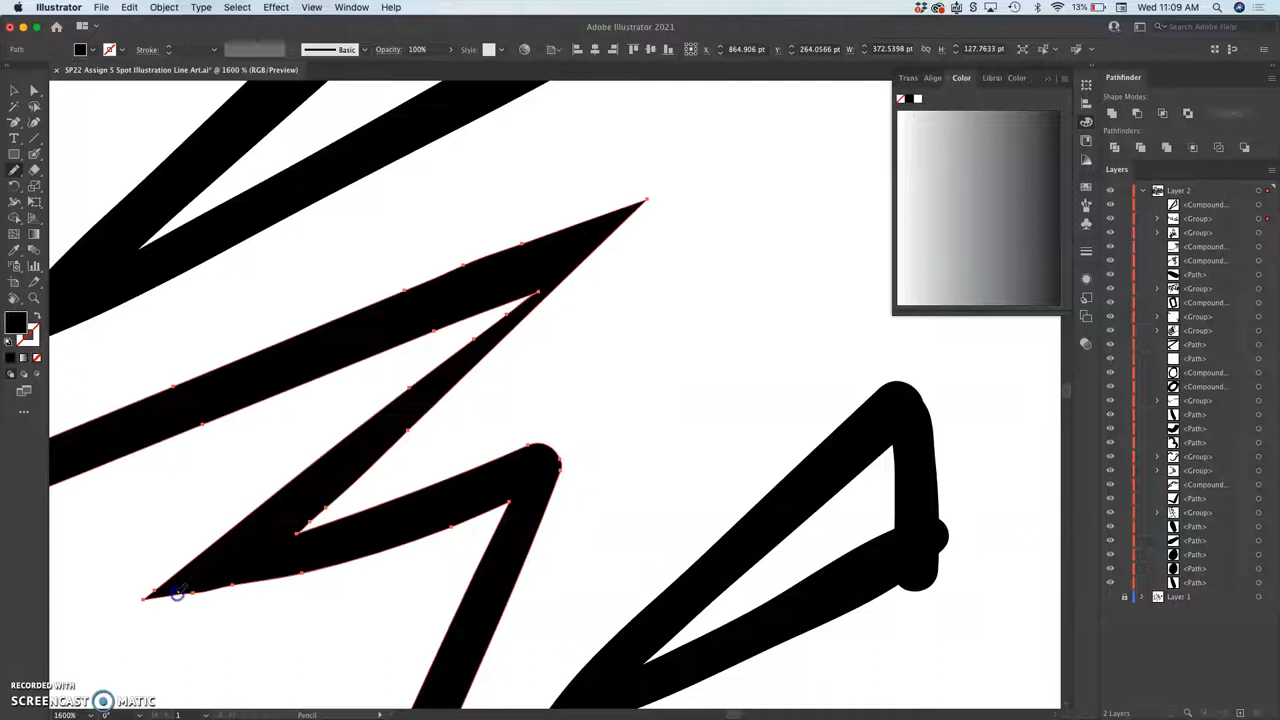 Illustrator File Edit Object Type Select Effect View Window Help 13% Wed 11:09 AM
Adobe Illustrator 2021
Search Adobe Help
Path Stroke: Basic Opacity: 100% Style: X: 864.906 pt Y: 264.0566 pt W: 372.5398 pt H: 127.7633 pt
× SP22 Assign 5 Spot Illustration Line Art.ai* @ 1600 % (RGB/Preview)
Trans Align Color Librai Color
Pathfinder
Shape Modes:
Pathfinders:
Layers
Layer 2
<Compound...
<Group>
<Group>
<Compound...
<Compound...
<Path>
<Group>
<Compound...
<Group>
<Group>
<Path>
<Path>
<Compound...
<Compound...
<Group>
<Path>
<Path>
<Path>
<Group>
<Group>
<Compound...
<Path>
<Group>
<Path>
<Path>
<Path>
<Path>
<Path>
Layer 1
RECORDED WITH
SCREENCAST MATIC
1600% 0° 1 Pencil
2 Layers